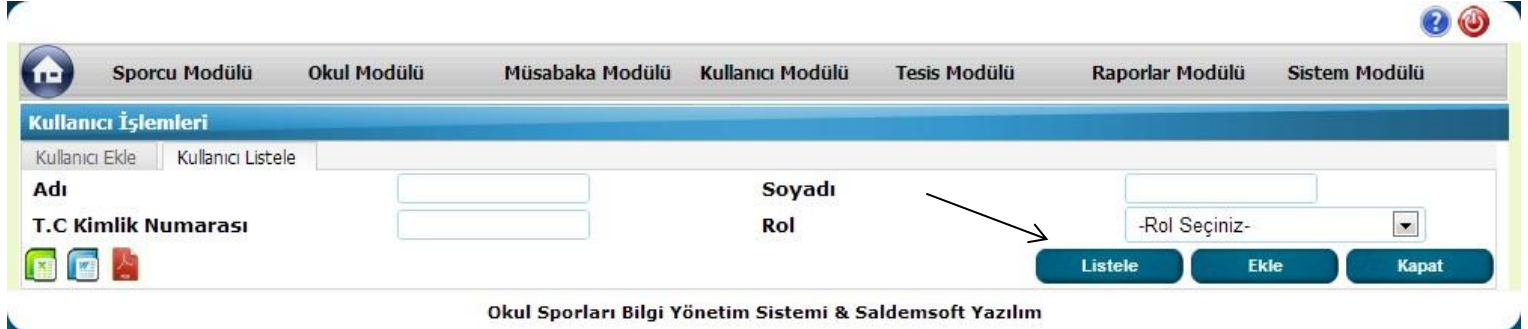 Sporcu Modülü Okul Modülü Müsabaka Modülü Kullanıcı Modülü Tesis Modülü Raporlar Modülü Sistem Modülü
Kullanıcı İşlemleri
Kullanıcı Ekle Kullanıcı Listele
Adı Soyadı
T.C Kimlik Numarası Rol -Rol Seçiniz-
Listele Ekle Kapat
Okul Sporları Bilgi Yönetim Sistemi & Saldemsoft Yazılım